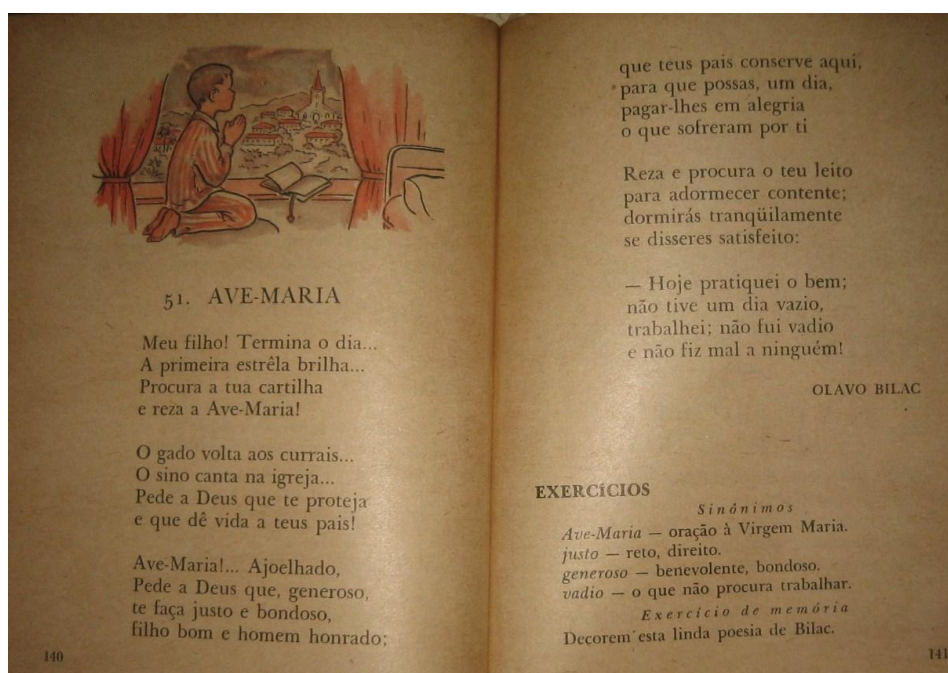 51. AVE-MARIA
Meu filho! Termina o dia...
A primeira estrêla brilha...
Procura a tua cartilha
e reza a Ave-Maria!
O gado volta aos currais...
O sino canta na igreja...
Pede a Deus que te proteja
e que dê vida a teus pais!
Ave-Maria!... Ajoelhado,
Pede a Deus que, generoso,
te faça justo e bondoso,
filho bom e homem honrado;
140
que teus pais conserve aqui,
para que possas, um dia,
pagar-lhes em alegria
o que sofreram por ti
Reza e procura o teu leito
para adormecer contente;
dormirás tranqüilamente
se disseres satisfeito:
— Hoje pratiquei o bem;
não tive um dia vazio,
trabalhei; não fui vadio
e não fiz mal a ninguém!
OLAVO BILAC
EXERCÍCIOS
Sinônimos
Ave-Maria — oração à Virgem Maria.
justo — reto, direito.
generoso — benevolente, bondoso.
vadio — o que não procura trabalhar.
Exercício de memória
Decorem esta linda poesia de Bilac.
141